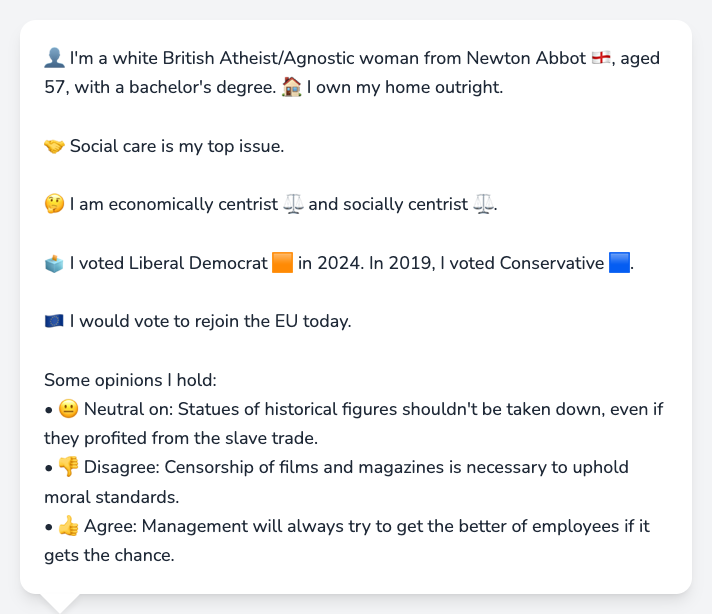 👤 I'm a white British Atheist/Agnostic woman from Newton Abbot 🏴󠁧󠁢󠁥󠁮󠁧󠁿, aged
57, with a bachelor's degree. 🏠 I own my home outright.
🤝 Social care is my top issue.
🤔 I am economically centrist ⚖️ and socially centrist ⚖️.
🗳️ I voted Liberal Democrat 🟧 in 2024. In 2019, I voted Conservative 🟦.
🇪🇺 I would vote to rejoin the EU today.
Some opinions I hold:
• 😐 Neutral on: Statues of historical figures shouldn't be taken down, even if
they profited from the slave trade.
• 👎 Disagree: Censorship of films and magazines is necessary to uphold
moral standards.
• 👍 Agree: Management will always try to get the better of employees if it
gets the chance.